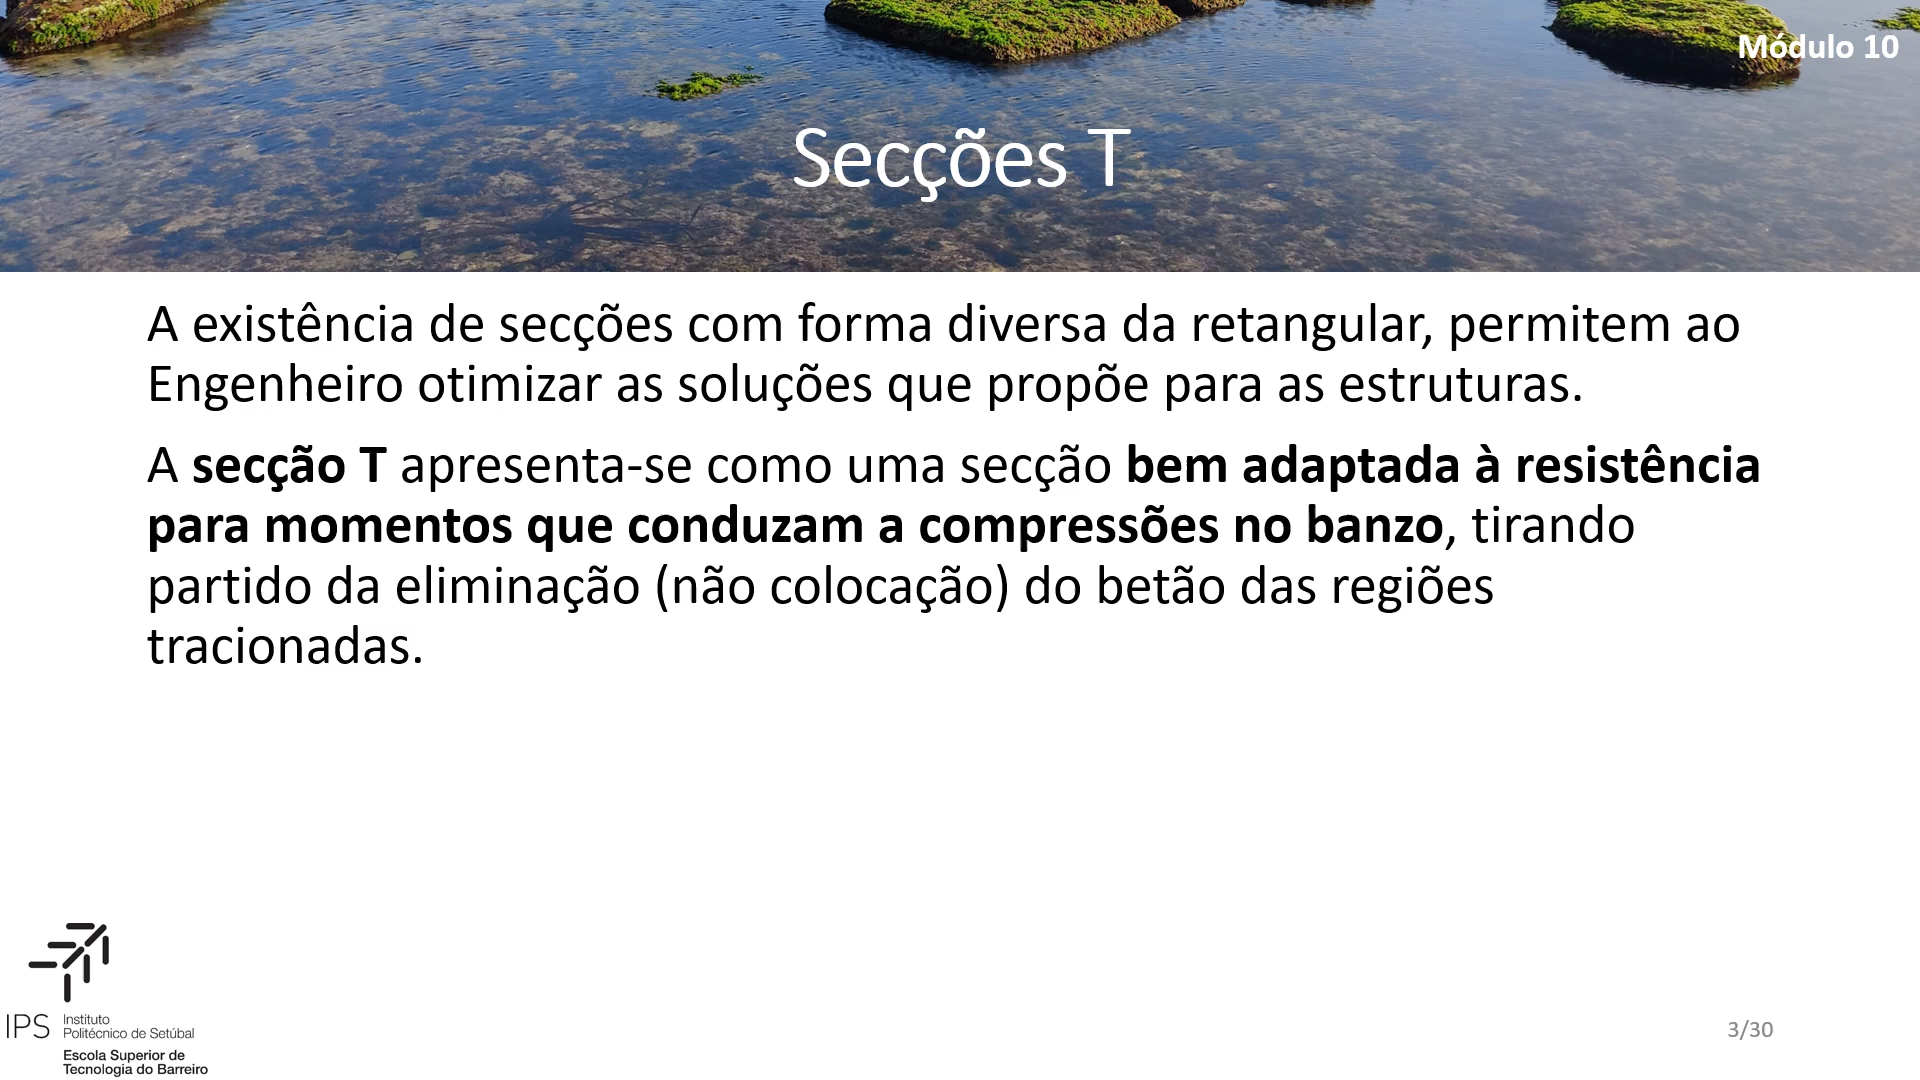 Módulo 10
Secções T
A existência de secções com forma diversa da retangular, permitem ao
Engenheiro otimizar as soluções que propõe para as estruturas.
A secção T apresenta-se como uma secção bem adaptada à resistência
para momentos que conduzam a compressões no banzo, tirando
partido da eliminação (não colocação) do betão das regiões
tracionadas.
IPS Instituto
Politécnico de Setúbal
Escola Superior de
Tecnologia do Barreiro
3/30